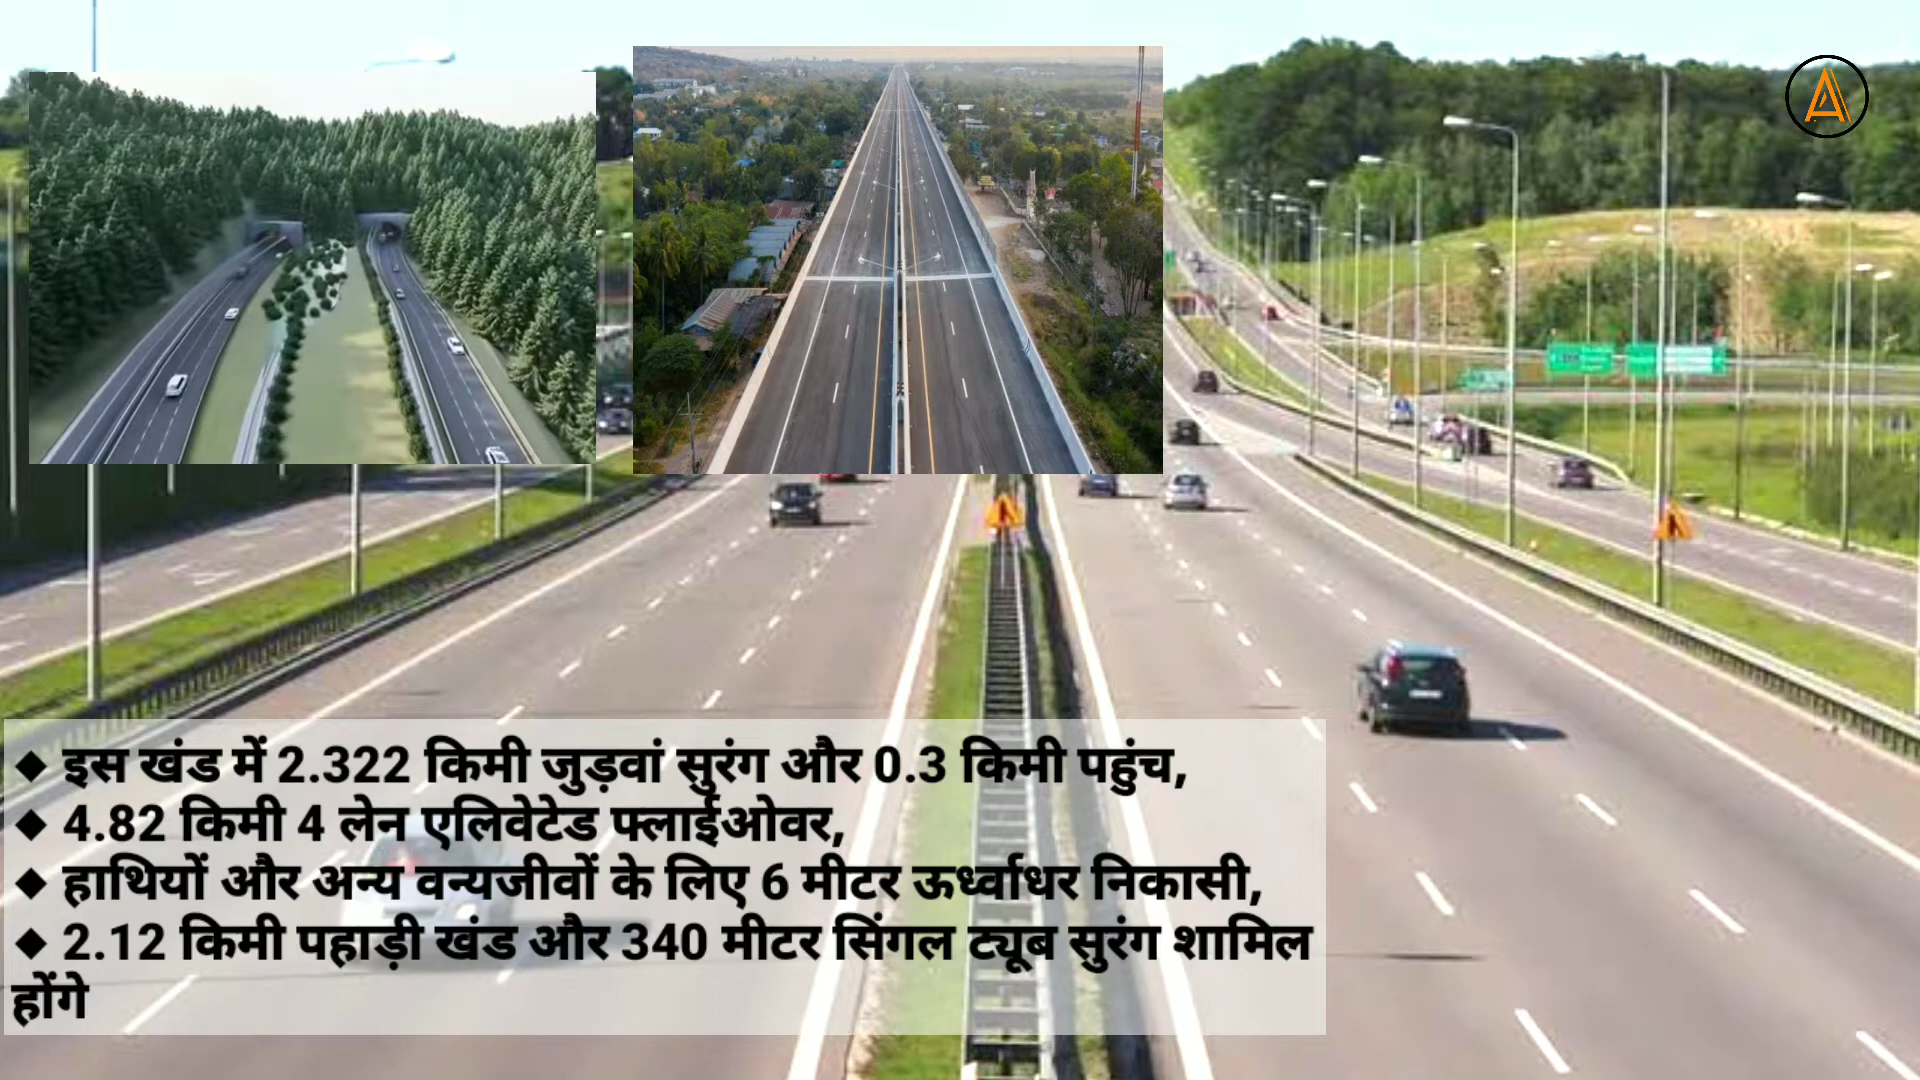 ◆ इस खंड में 2.322 किमी जुड़वां सुरंग और 0.3 किमी पहुंच,
◆ 4.82 किमी 4 लेन एलिवेटेड फ्लाईओवर,
◆ हाथियों और अन्य वन्यजीवों के लिए 6 मीटर ऊर्ध्वाधर निकासी,
◆ 2.12 किमी पहाड़ी खंड और 340 मीटर सिंगल ट्यूब सुरंग शामिल
होंगे